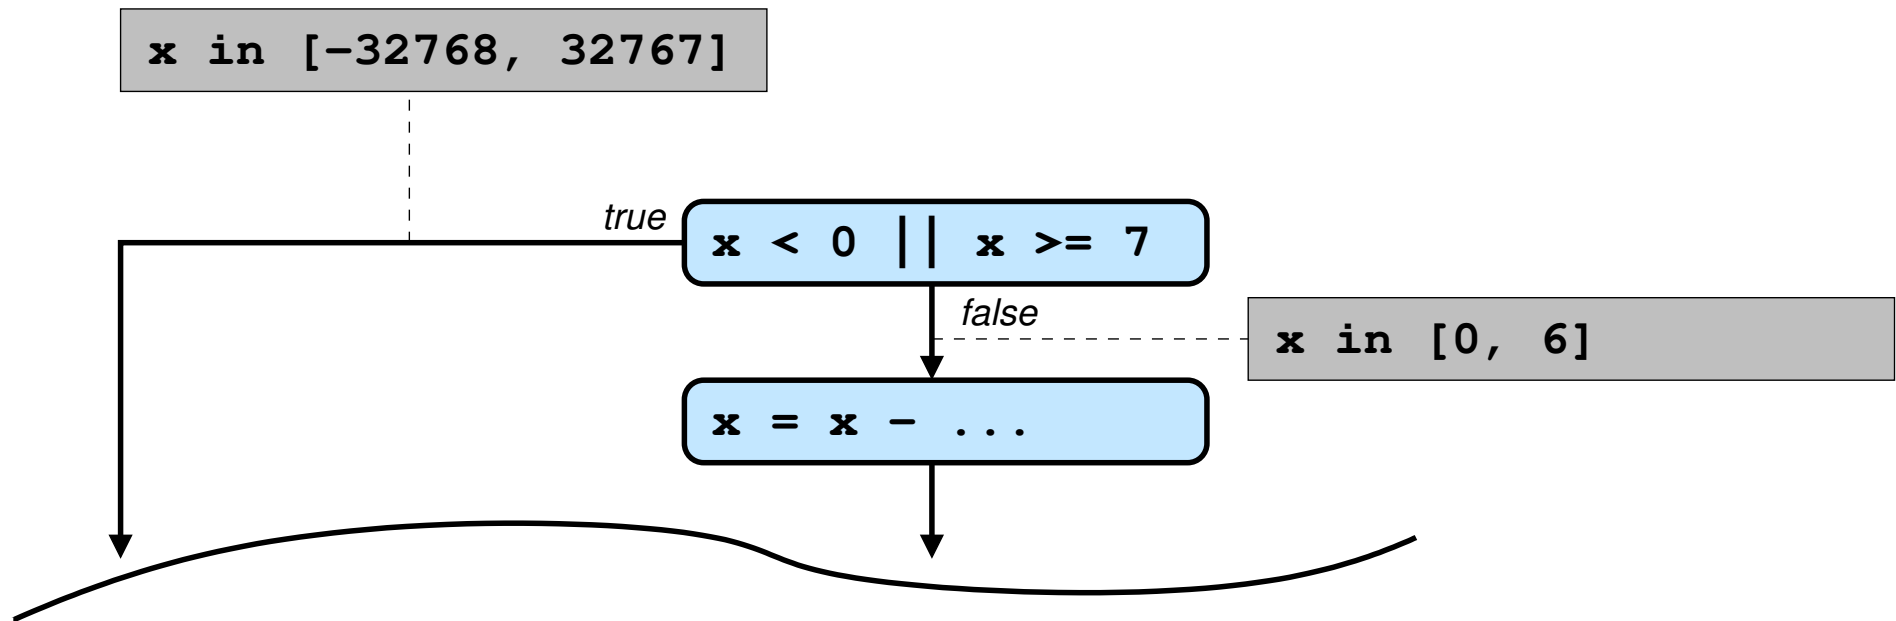 x in [-32768, 32767]
true
x < 0 || x >= 7
false
x in [0, 6]
x = x - ...